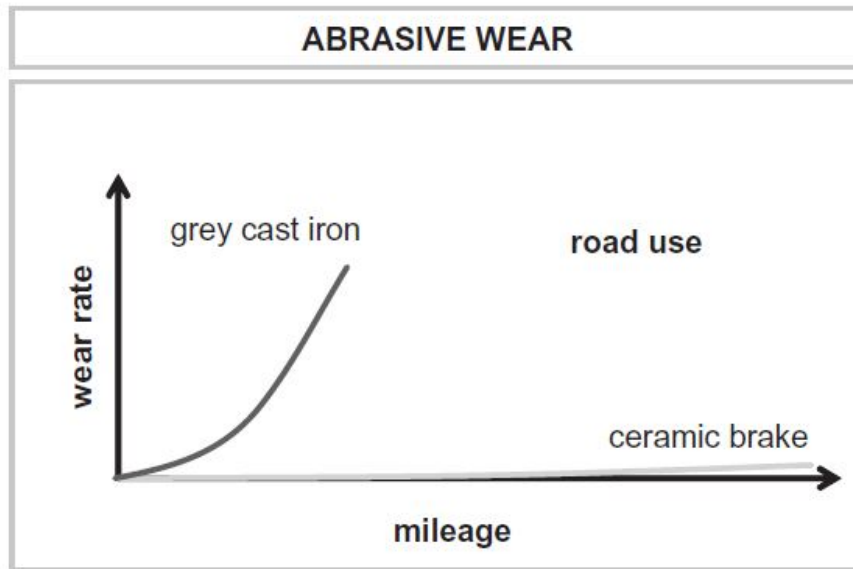 ABRASIVE WEAR
grey cast iron
road use
wear rate
ceramic brake
mileage